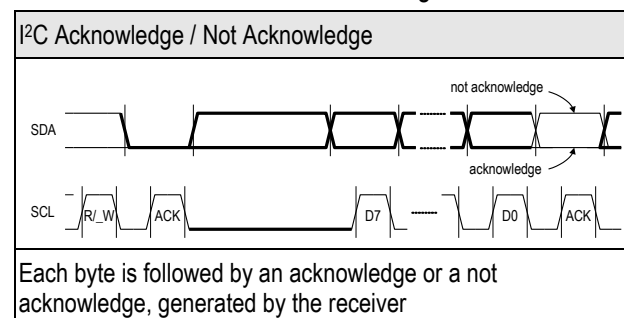 I²C Acknowledge / Not Acknowledge
not acknowledge
SDA
acknowledge
SCL R/_W ACK D7 D0 ACK
Each byte is followed by an acknowledge or a not
acknowledge, generated by the receiver